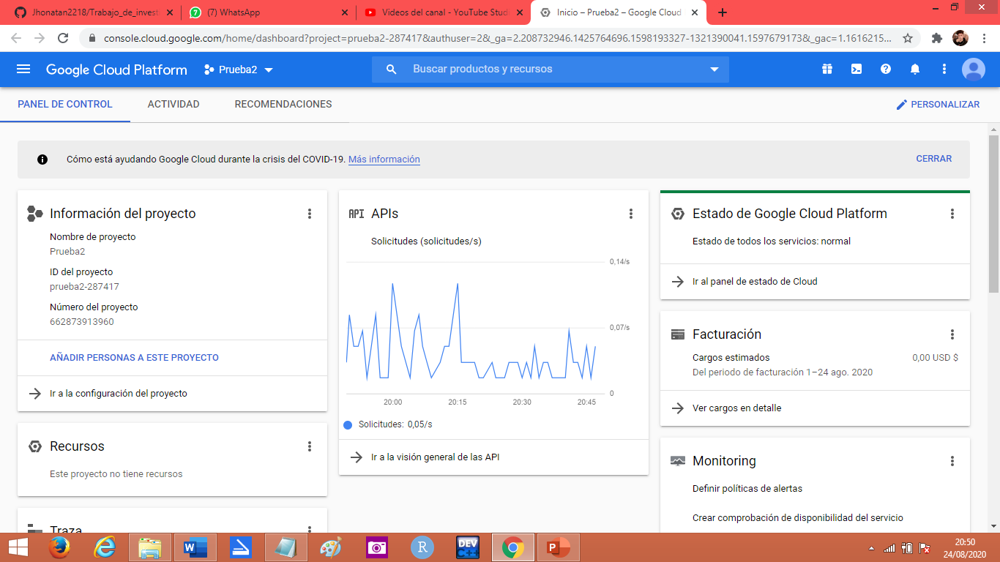 Jhonatan2218/Trabajo_de_invest
(7) WhatsApp
Videos del canal - YouTube Stud
Inicio – Prueba2 – Google Cloud
console.cloud.google.com/home/dashboard?project=prueba2-287417&authuser=2&_ga=2.208732946.1425764696.1598193327-1321390041.1597679173&_gac=1.1616215...
Google Cloud Platform
Prueba2
Buscar productos y recursos
PANEL DE CONTROL
ACTIVIDAD
RECOMENDACIONES
PERSONALIZAR
Cómo está ayudando Google Cloud durante la crisis del COVID-19. Más información
CERRAR
Información del proyecto
Nombre de proyecto
Prueba2
ID del proyecto
prueba2-287417
Número del proyecto
662873913960
AÑADIR PERSONAS A ESTE PROYECTO
Ir a la configuración del proyecto
Recursos
Este proyecto no tiene recursos
Traza
API APIs
Solicitudes (solicitudes/s)
0,14/s
0,07/s
0
20:00
20:15
20:30
20:45
Solicitudes: 0,05/s
Ir a la visión general de las API
Estado de Google Cloud Platform
Estado de todos los servicios: normal
Ir al panel de estado de Cloud
Facturación
Cargos estimados
0,00 USD $
Del periodo de facturación 1–24 ago. 2020
Ver cargos en detalle
Monitoring
Definir políticas de alertas
Crear comprobación de disponibilidad del servicio
R
DEV
C++
20:50
24/08/2020